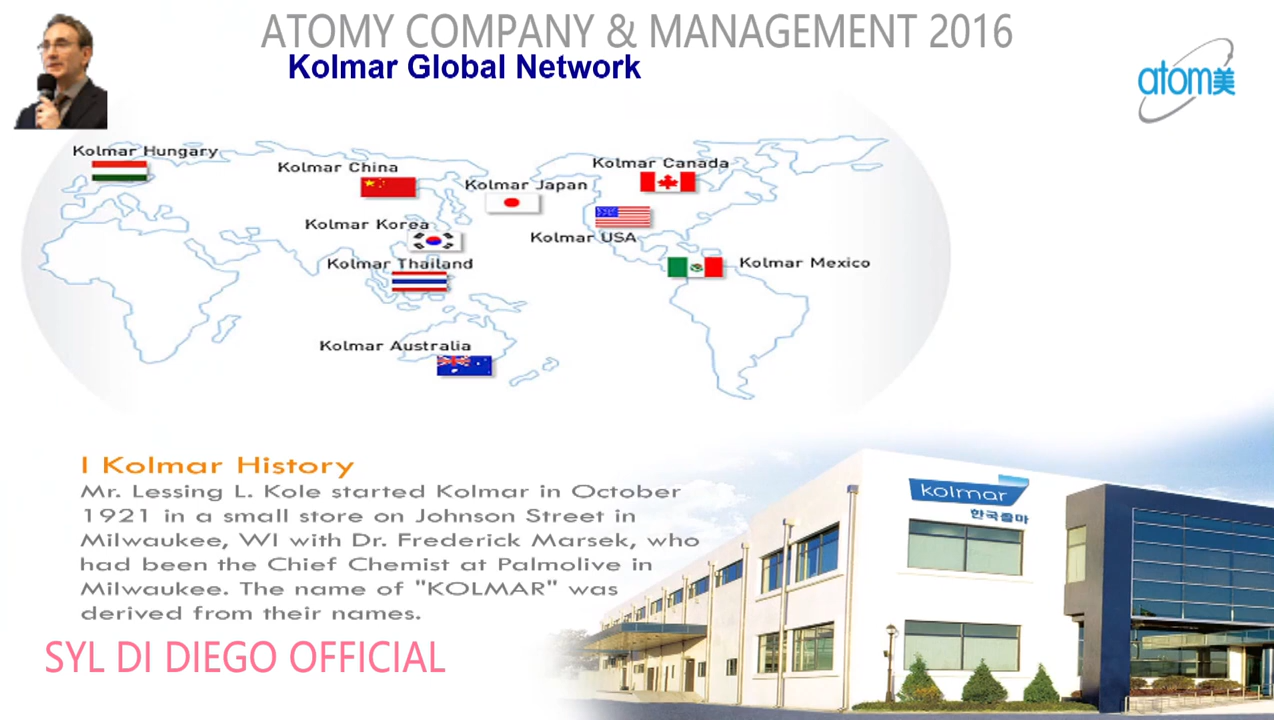 ATOMY COMPANY & MANAGEMENT 2016
Kolmar Global Network
atom美
Kolmar Hungary
Kolmar China
Kolmar Canada
Kolmar Japan
Kolmar Korea
Kolmar USA
Kolmar Thailand
Kolmar Mexico
Kolmar Australia
I Kolmar History
Mr. Lessing L. Kole started Kolmar in October
1921 in a small store on Johnson Street in
Milwaukee, WI with Dr. Frederick Marsek, who
had been the Chief Chemist at Palmolive in
Milwaukee. The name of "KOLMAR" was
derived from their names.
kolmar
한국콜마
SYL DI DIEGO OFFICIAL